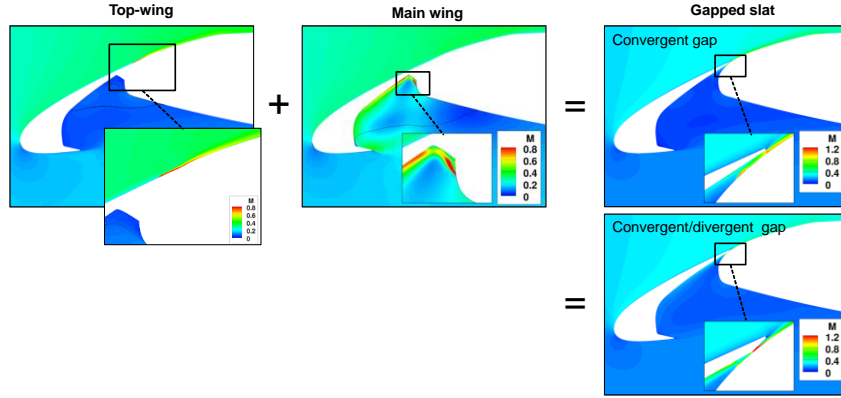 Top-wing
Main wing
Gapped slat
Convergent gap
+
=
M
0.8
0.6
0.4
0.2
0
M
0.8
0.6
0.4
0.2
0
M
1.2
0.8
0.4
0
Convergent/divergent gap
=
M
1.2
0.8
0.4
0